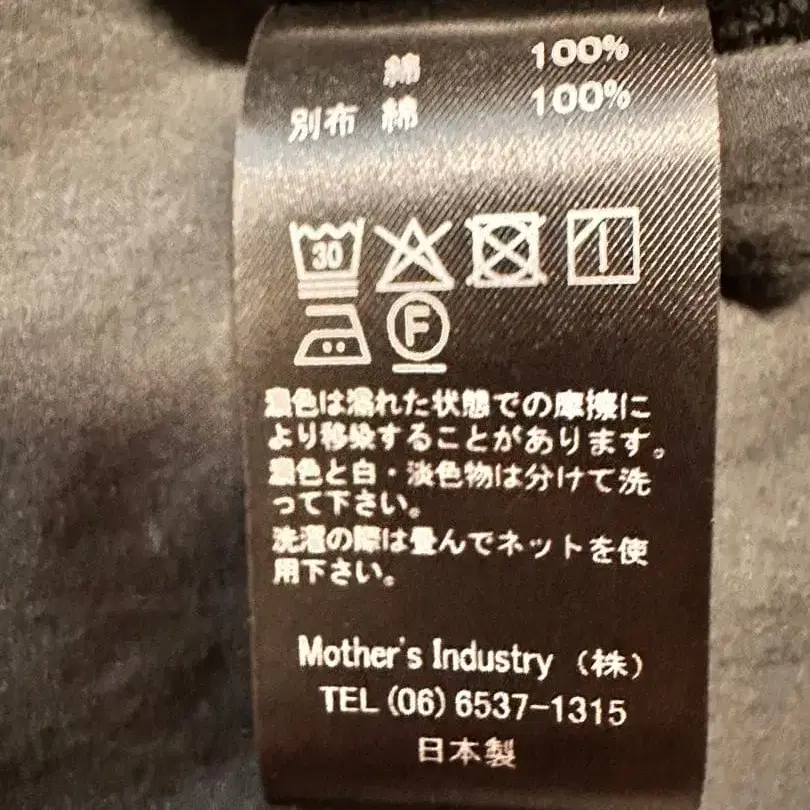 綿 100%
別布 綿 100%
30
F
濃色は濡れた状態での摩擦に
より移染することがあります。
濃色と白・淡色物は分けて洗
って下さい。
洗濯の際は畳んでネットを使
用下さい。
Mother's Industry (株)
TEL(06)6537-1315
日本製